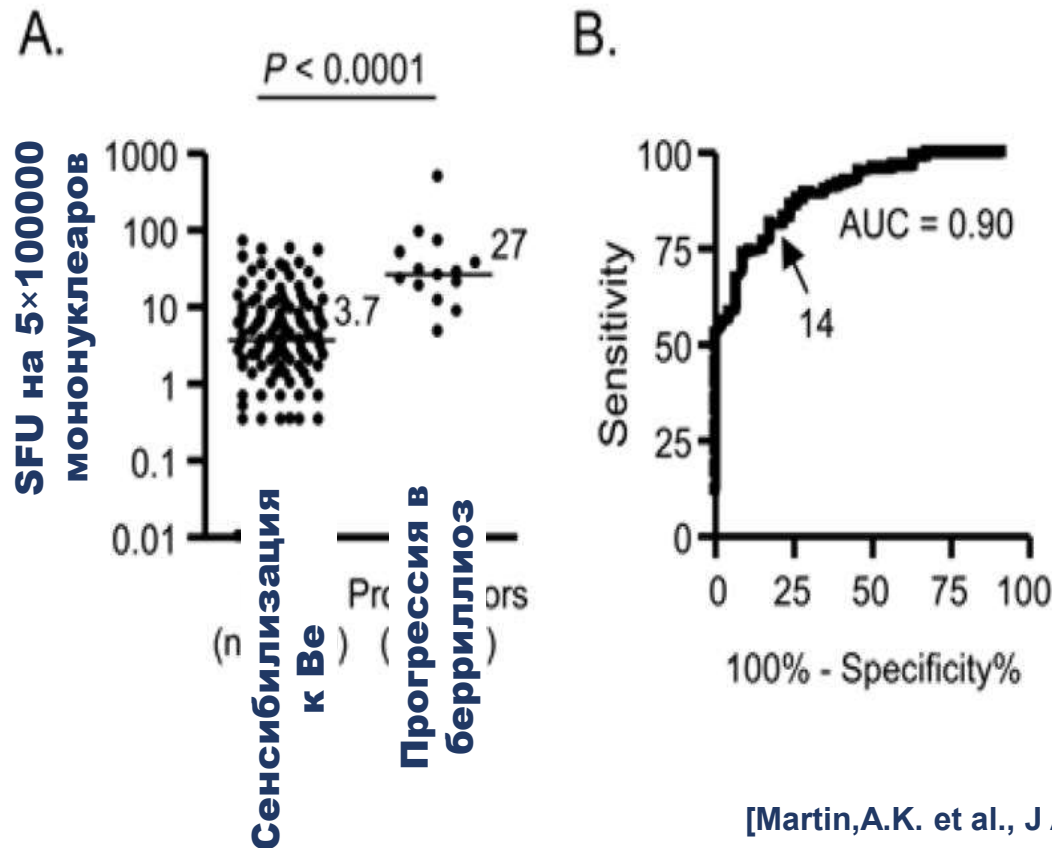 A.
P < 0.0001
SFU на 5×100000
мононуклеаров
1000
100
10
1
0.1
0.01
3.7
27
Сенсибилизация
к Be
Прогрессия в
бериллиоз
B.
Sensitivity
100
75
50
25
0
AUC = 0.90
14
0 25 50 75 100
100% - Specificity%
[Martin,A.K. et al., J